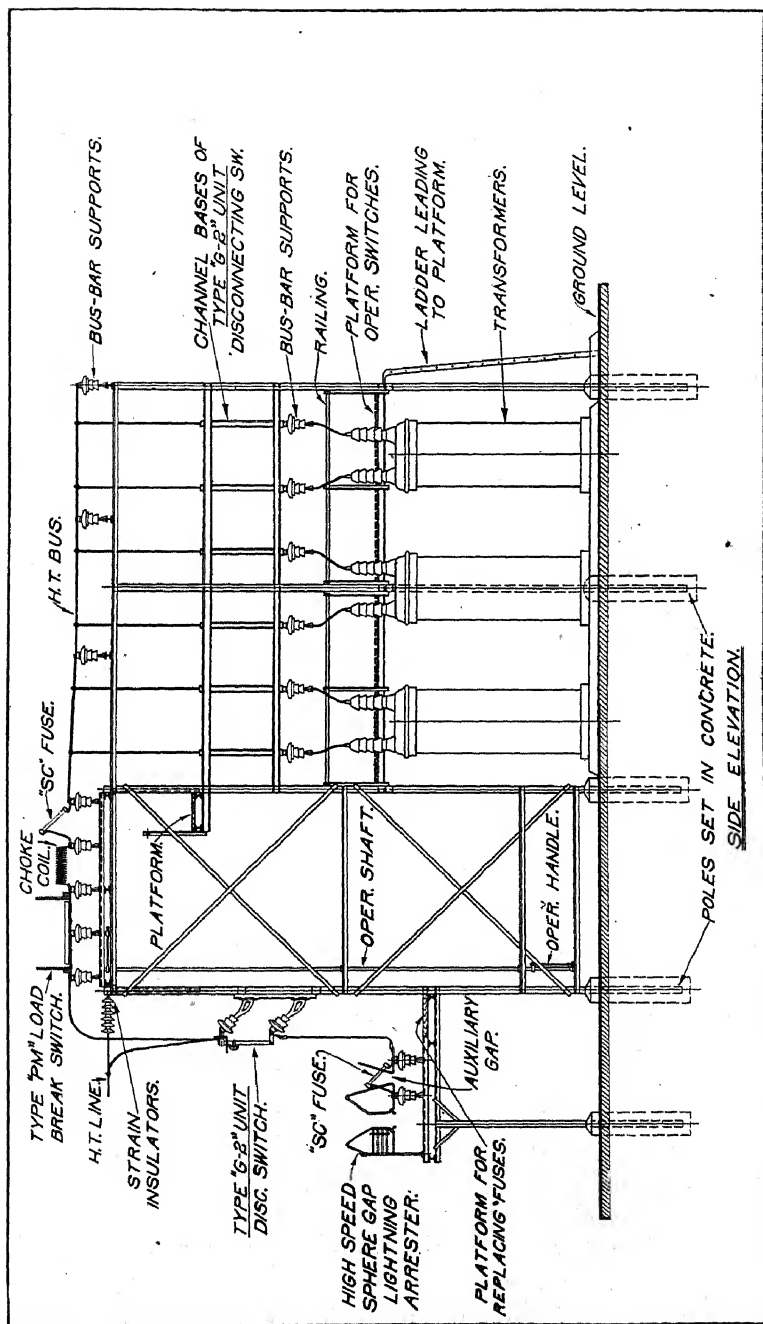 TYPE "PM" LOAD
BREAK SWITCH.
CHOKE
COIL.
"SC" FUSE.
H.T. BUS.
BUS-BAR SUPPORTS.
H.T. LINE.
STRAIN
INSULATORS.
TYPE "G-2" UNIT
DISC. SWITCH.
PLATFORM.
CHANNEL BASES OF
TYPE "G-2" UNIT
DISCONNECTING SW.
BUS-BAR SUPPORTS.
RAILING.
PLATFORM FOR
OPER. SWITCHES.
OPER. SHAFT.
"SC" FUSE.
HIGH SPEED
SPHERE GAP
LIGHTNING
ARRESTER.
AUXILIARY
GAP.
OPER. HANDLE.
LADDER LEADING
TO PLATFORM.
TRANSFORMERS.
PLATFORM FOR
REPLACING FUSES.
GROUND LEVEL.
POLES SET IN CONCRETE.
SIDE ELEVATION.